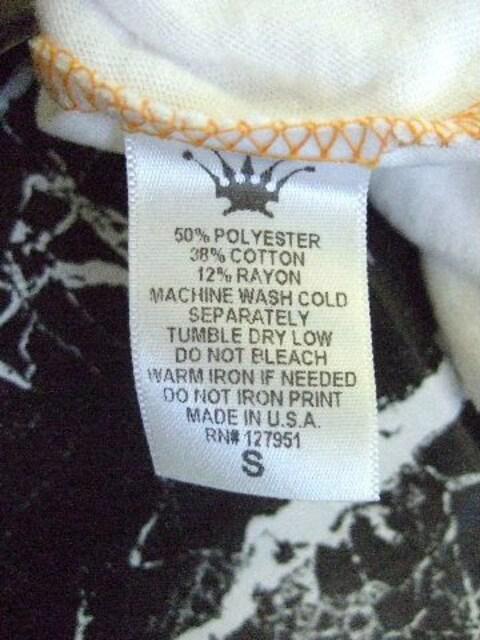 50% POLYESTER
38% COTTON
12% RAYON
MACHINE WASH COLD
SEPARATELY
TUMBLE DRY LOW
DO NOT BLEACH
WARM IRON IF NEEDED
DO NOT IRON PRINT
MADE IN U.S.A.
RN# 127951
S